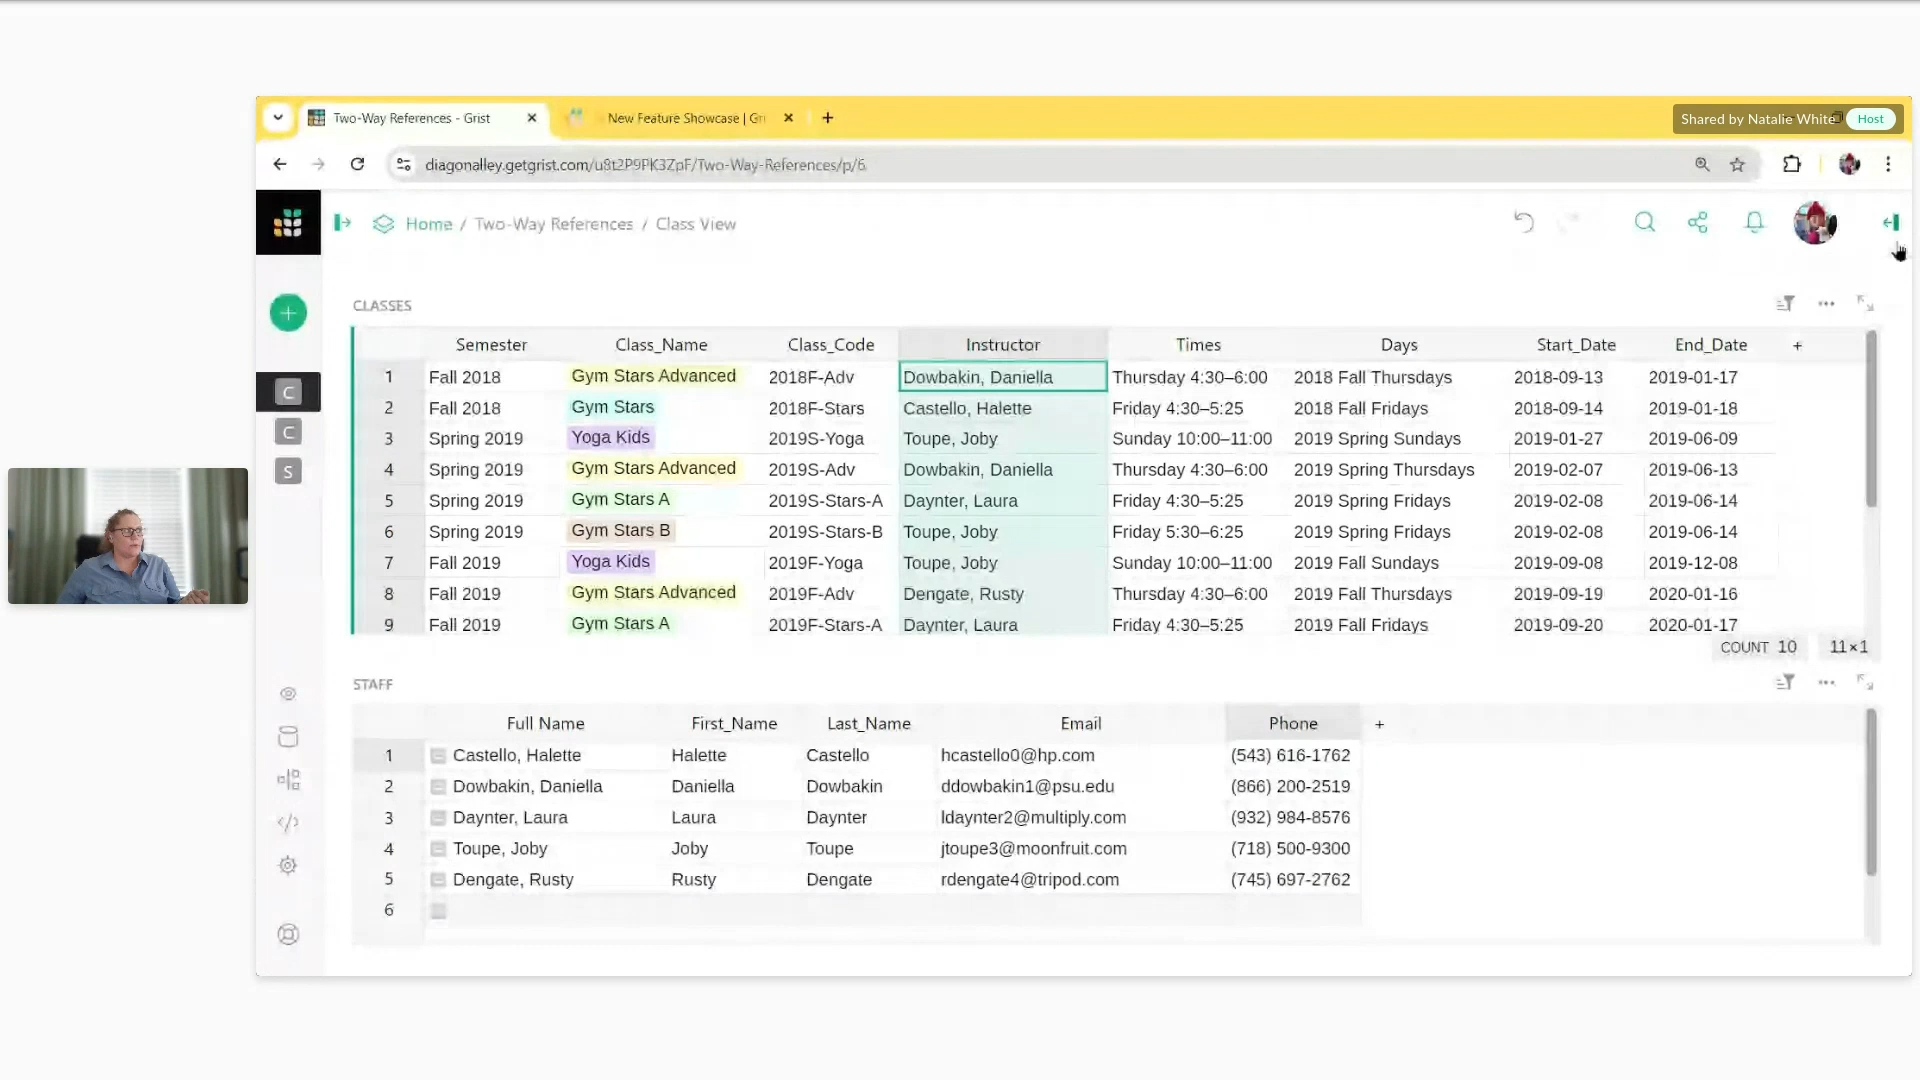 Two-Way References - Grist
New Feature Showcase | Gri
Shared by Natalie White
Host
diagonalley.getgrist.com/u8t2P9PK3ZpF/Two-Way-References/p/6
Home / Two-Way References / Class View
CLASSES
Semester Class_Name Class_Code Instructor Times Days Start_Date End_Date +
1 Fall 2018 Gym Stars Advanced 2018F-Adv Dowbakin, Daniella Thursday 4:30–6:00 2018 Fall Thursdays 2018-09-13 2019-01-17
2 Fall 2018 Gym Stars 2018F-Stars Castello, Halette Friday 4:30–5:25 2018 Fall Fridays 2018-09-14 2019-01-18
3 Spring 2019 Yoga Kids 2019S-Yoga Toupe, Joby Sunday 10:00–11:00 2019 Spring Sundays 2019-01-27 2019-06-09
4 Spring 2019 Gym Stars Advanced 2019S-Adv Dowbakin, Daniella Thursday 4:30–6:00 2019 Spring Thursdays 2019-02-07 2019-06-13
5 Spring 2019 Gym Stars A 2019S-Stars-A Daynter, Laura Friday 4:30–5:25 2019 Spring Fridays 2019-02-08 2019-06-14
6 Spring 2019 Gym Stars B 2019S-Stars-B Toupe, Joby Friday 5:30–6:25 2019 Spring Fridays 2019-02-08 2019-06-14
7 Fall 2019 Yoga Kids 2019F-Yoga Toupe, Joby Sunday 10:00–11:00 2019 Fall Sundays 2019-09-08 2019-12-08
8 Fall 2019 Gym Stars Advanced 2019F-Adv Dengate, Rusty Thursday 4:30–6:00 2019 Fall Thursdays 2019-09-19 2020-01-16
9 Fall 2019 Gym Stars A 2019F-Stars-A Daynter, Laura Friday 4:30–5:25 2019 Fall Fridays 2019-09-20 2020-01-17
COUNT 10 11×1
C
C
S
STAFF
Full Name First_Name Last_Name Email Phone +
1 Castello, Halette Halette Castello hcastello0@hp.com (543) 616-1762
2 Dowbakin, Daniella Daniella Dowbakin ddowbakin1@psu.edu (866) 200-2519
3 Daynter, Laura Laura Daynter ldaynter2@multiply.com (932) 984-8576
4 Toupe, Joby Joby Toupe jtoupe3@moonfruit.com (718) 500-9300
5 Dengate, Rusty Rusty Dengate rdengate4@tripod.com (745) 697-2762
6